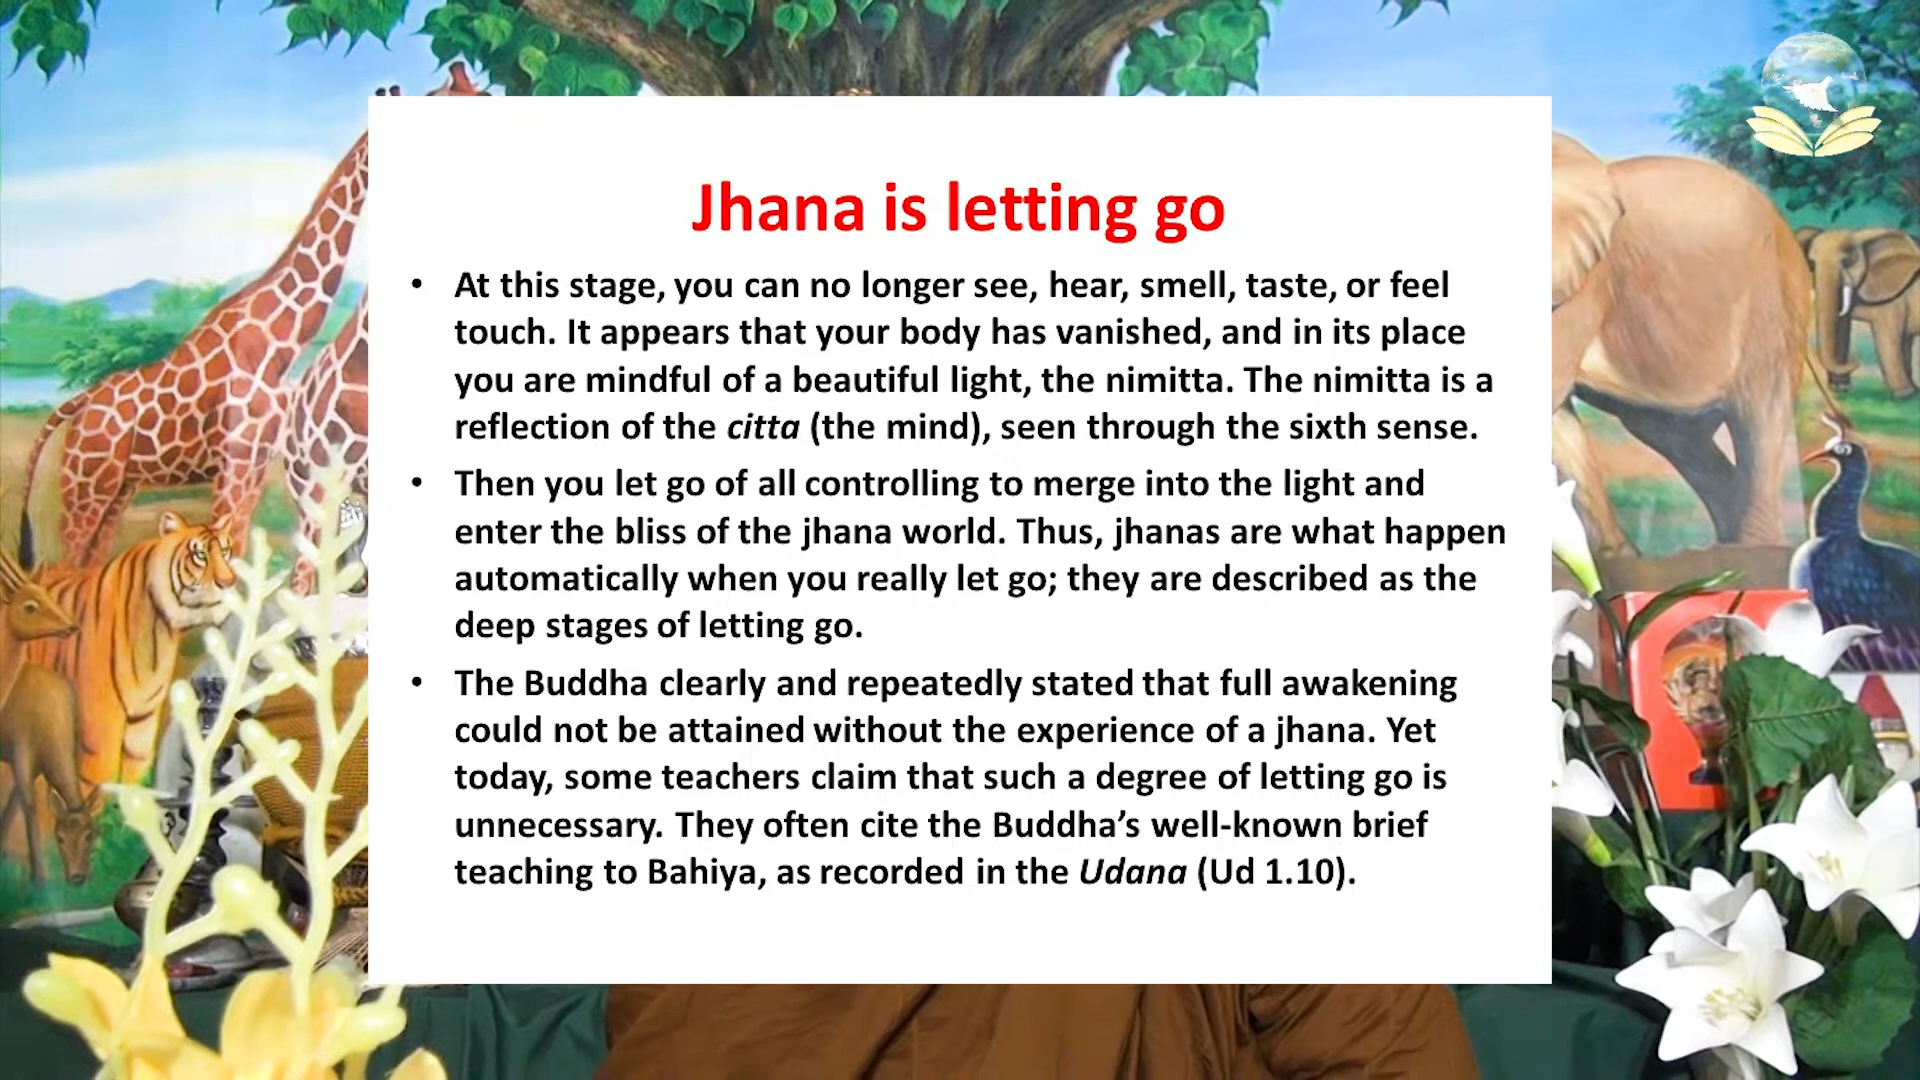 Jhana is letting go
• At this stage, you can no longer see, hear, smell, taste, or feel
touch. It appears that your body has vanished, and in its place
you are mindful of a beautiful light, the nimitta. The nimitta is a
reflection of the citta (the mind), seen through the sixth sense.
• Then you let go of all controlling to merge into the light and
enter the bliss of the jhana world. Thus, jhanas are what happen
automatically when you really let go; they are described as the
deep stages of letting go.
• The Buddha clearly and repeatedly stated that full awakening
could not be attained without the experience of a jhana. Yet
today, some teachers claim that such a degree of letting go is
unnecessary. They often cite the Buddha’s well-known brief
teaching to Bahiya, as recorded in the Udana (Ud 1.10).